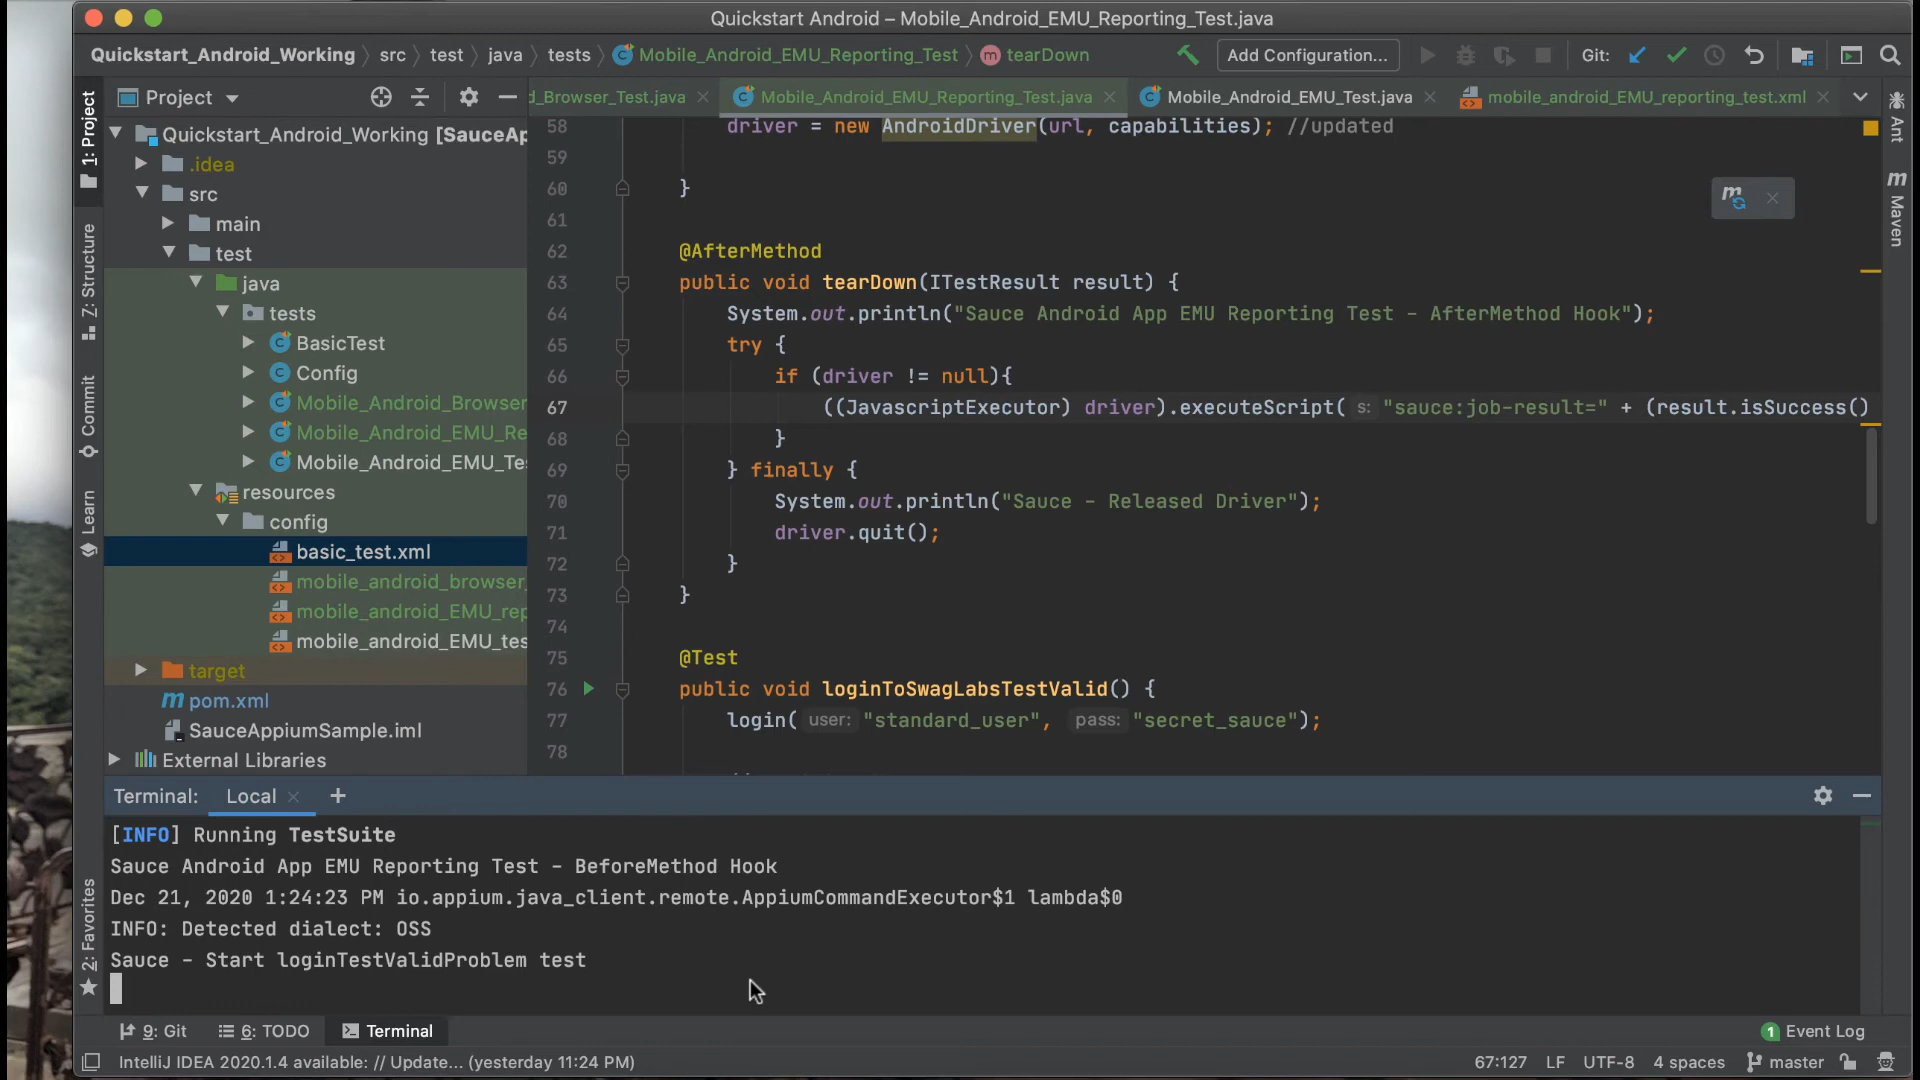 Quickstart Android – Mobile_Android_EMU_Reporting_Test.java
Quickstart_Android_Working src test java tests Mobile_Android_EMU_Reporting_Test m tearDown Add Configuration... Git:
1: Project
Project
d_Browser_Test.java Mobile_Android_EMU_Reporting_Test.java Mobile_Android_EMU_Test.java mobile_android_EMU_reporting_test.xml
Quickstart_Android_Working [SauceAp
.idea
src
main
test
java
tests
BasicTest
Config
Mobile_Android_Browser
Mobile_Android_EMU_Re
Mobile_Android_EMU_Te
resources
config
basic_test.xml
mobile_android_browser
mobile_android_EMU_rep
mobile_android_EMU_tes
target
pom.xml
SauceAppiumSample.iml
External Libraries
Z: Structure
Commit
Learn
2: Favorites
58 driver = new AndroidDriver(url, capabilities); //updated
59
60 }
61
62 @AfterMethod
63 public void tearDown(ITestResult result) {
64 System.out.println("Sauce Android App EMU Reporting Test - AfterMethod Hook");
65 try {
66 if (driver != null){
67 ((JavascriptExecutor) driver).executeScript( s: "sauce:job-result=" + (result.isSuccess()
68 }
69 } finally {
70 System.out.println("Sauce - Released Driver");
71 driver.quit();
72 }
73 }
74
75 @Test
76 public void loginToSwagLabsTestValid() {
77 login( user: "standard_user", pass: "secret_sauce");
78
Ant
Maven
Terminal: Local +
[INFO] Running TestSuite
Sauce Android App EMU Reporting Test - BeforeMethod Hook
Dec 21, 2020 1:24:23 PM io.appium.java_client.remote.AppiumCommandExecutor$1 lambda$0
INFO: Detected dialect: OSS
Sauce - Start loginTestValidProblem test
9: Git 6: TODO Terminal 1 Event Log
IntelliJ IDEA 2020.1.4 available: // Update... (yesterday 11:24 PM) 67:127 LF UTF-8 4 spaces master